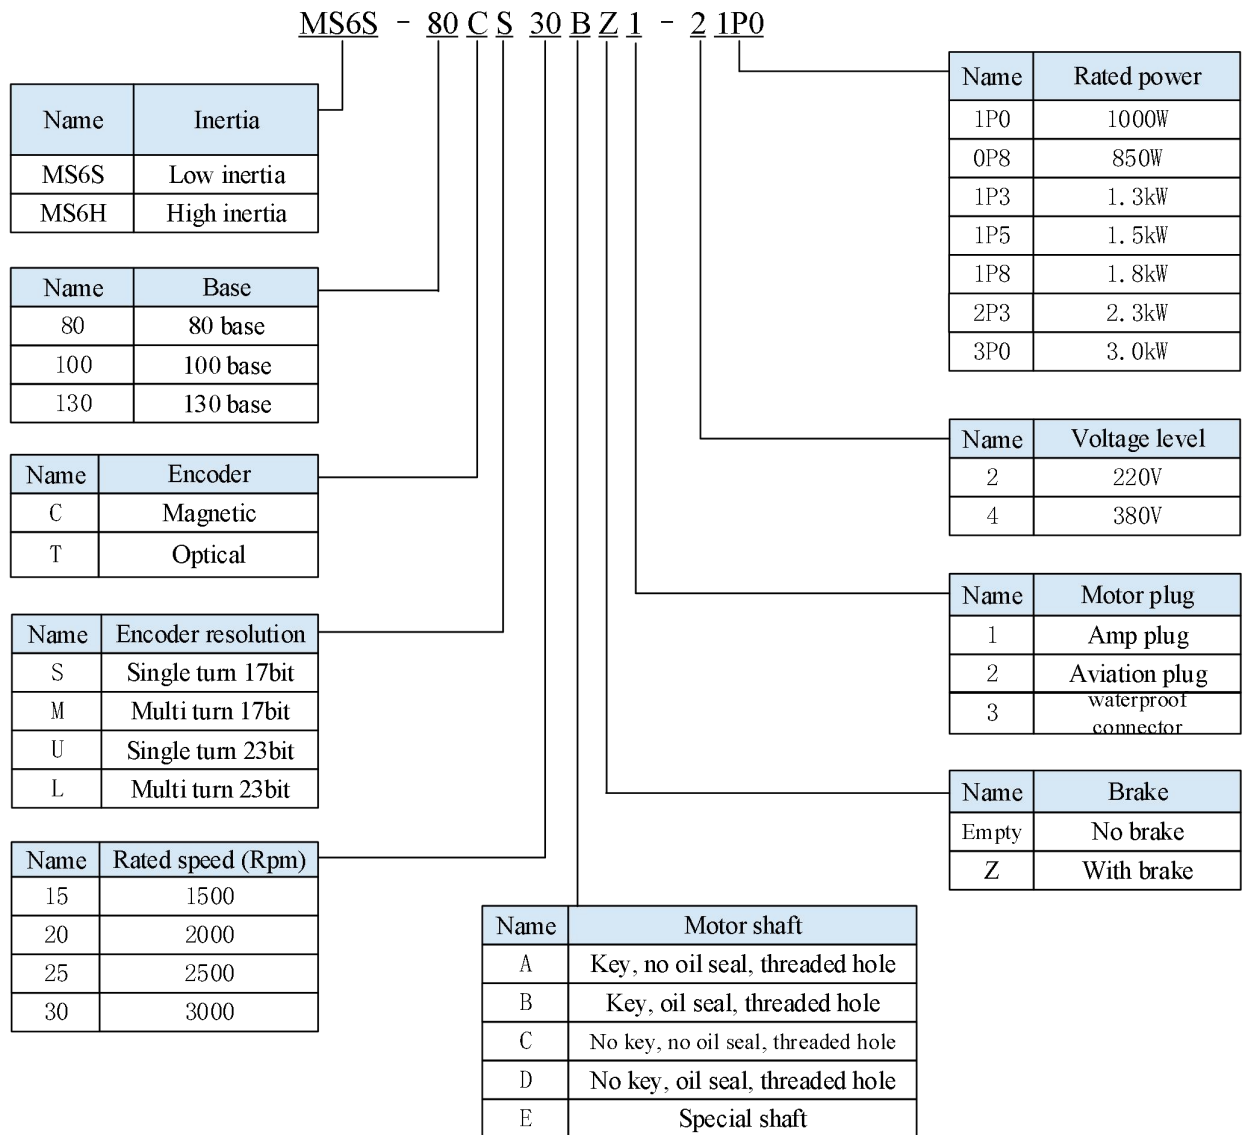 MS6S - 80 C S 30 B Z 1 - 2 1P0
Name Inertia
MS6S Low inertia
MS6H High inertia
Name Base
80 80 base
100 100 base
130 130 base
Name Encoder
C Magnetic
T Optical
Name Encoder resolution
S Single turn 17bit
M Multi turn 17bit
U Single turn 23bit
L Multi turn 23bit
Name Rated speed (Rpm)
15 1500
20 2000
25 2500
30 3000
Name Motor shaft
A Key, no oil seal, threaded hole
B Key, oil seal, threaded hole
C No key, no oil seal, threaded hole
D No key, oil seal, threaded hole
E Special shaft
Name Rated power
1P0 1000W
0P8 850W
1P3 1.3kW
1P5 1.5kW
1P8 1.8kW
2P3 2.3kW
3P0 3.0kW
Name Voltage level
2 220V
4 380V
Name Motor plug
1 Amp plug
2 Aviation plug
3 waterproof
connector
Name Brake
Empty No brake
Z With brake